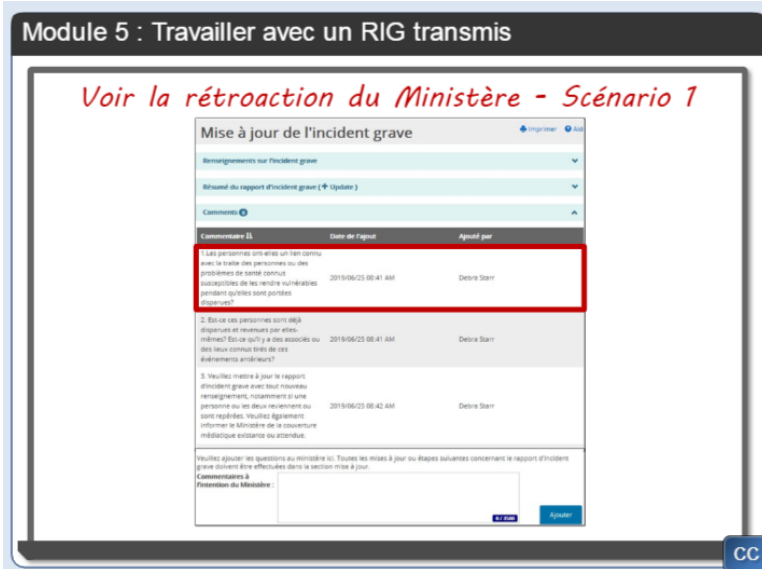 Module 5 : Travailler avec un RIG transmis
Voir la rétroaction du Ministère - Scénario 1
Mise à jour de l'incident grave
Imprimer
Aid
Renseignements sur l'incident grave
Résumé du rapport d'incident grave ( + Update )
Comments
Commentaire
Date de l'ajout
Ajouté par
1.Les personnes ont-elles un lien connu
avec la traite des personnes ou des
problèmes de santé connus
susceptibles de les rendre vulnérables
pendant qu'elles sont portées
disparues?
2019/06/25 08:41 AM
Debra Starr
2. Est-ce ces personnes sont déjà
disparues et revenues par elles-
mêmes? Est-ce qu'il y a des associés ou
des lieux connut tirés de ces
événements antérieurs?
2019/06/25 08:41 AM
Debra Starr
3. Veuillez mettre à jour le rapport
d'incident grave avec tout nouveau
renseignement, notamment si une
personne ou les deux reviennent ou
sont repérées. Veuillez également
informer le Ministère de la couverture
médiatique existante ou attendue.
2019/06/25 08:42 AM
Debra Starr
Veuillez ajouter les questions au ministère ici. Toutes les mises à jour ou étapes suivantes concernant le rapport d'incident
grave doivent être effectuées dans la section mise à jour.
Commentaires à
l'intention du Ministère :
0 / 3500
Ajouter
CC